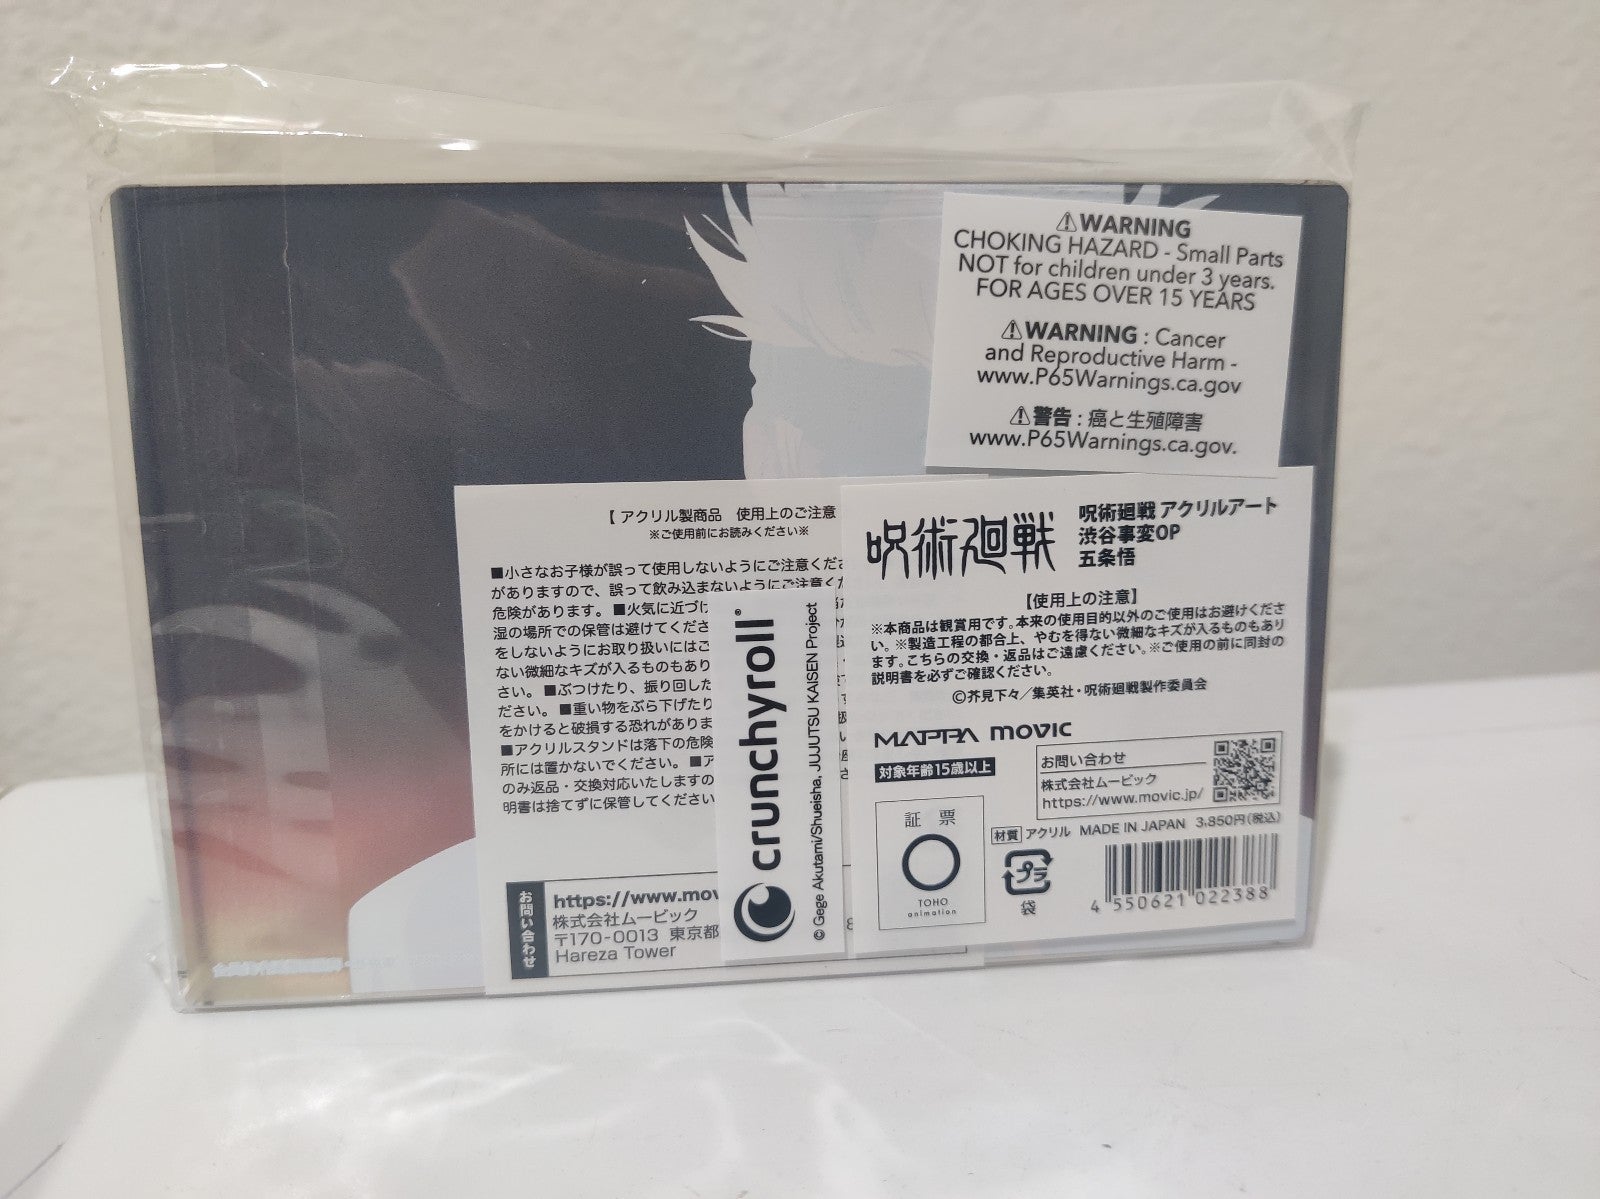 ⚠WARNING
CHOKING HAZARD - Small Parts
NOT for children under 3 years.
FOR AGES OVER 15 YEARS
⚠WARNING : Cancer
and Reproductive Harm -
www.P65Warnings.ca.gov
⚠警告 : 癌と生殖障害
www.P65Warnings.ca.gov.
【 アクリル製商品 使用上のご注意
※ご使用前にお読みください※
■小さなお子様が誤って使用しないようにご注意くださ
がありますので、誤って飲み込まないようにご注意くだ
危険があります。 ■火気に近づけ
湿の場所での保管は避けてくださ
をしないようにお取り扱いにはご
ない微細なキズが入るものもあり
さい。 ■ぶつけたり、振り回した
ださい。 ■重い物をぶら下げたり
をかけると破損する恐れがありま
■アクリルスタンドは落下の危険
所には置かないでください。 ■ア
のみ返品・交換対応いたしますの
明書は捨てずに保管してください
お問い合わせ
https://www.mov
株式会社ムービック
〒170-0013 東京都
Hareza Tower
crunchyroll
© Gege Akutami/Shueisha, JUJUTSU KAISEN Project
呪術廻戦
呪術廻戦 アクリルアート
渋谷事変OP
五条悟
【使用上の注意】
※本商品は観賞用です。本来の使用目的以外のご使用はお避けくださ
い。※製造工程の都合上、やむを得ない微細なキズが入るものもあり
ます。こちらの交換・返品はご遠慮ください。※ご使用の前に同封の
説明書を必ずご確認ください。
©芥見下々／集英社・呪術廻戦製作委員会
MAPPA movic
対象年齢15歳以上
お問い合わせ
株式会社ムービック
https://www.movic.jp/
証 票
TOHO
animation
材質 アクリル MADE IN JAPAN 3,850円(税込)
プラ
袋
4 550621 022388